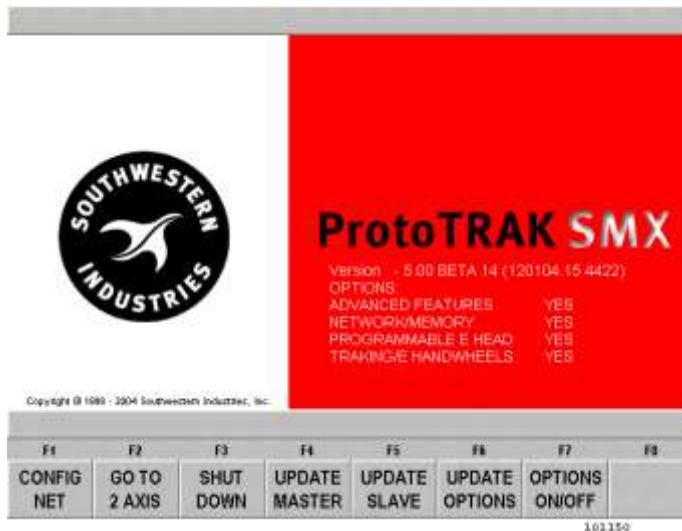 SOUTHWESTERN
INDUSTRIES
ProtoTRAK SMX
Version - 5.00 BETA 14 (120104.15 4422)
OPTIONS:
ADVANCED FEATURES YES
NETWORK/MEMORY YES
PROGRAMMABLE E HEAD YES
TRAKING/E HANDWHEELS YES
Copyright © 1998 - 2004 Southwestern Industries, Inc.
F1 F2 F3 F4 F5 F6 F7 F8
CONFIG GO TO SHUT UPDATE UPDATE UPDATE OPTIONS
NET 2 AXIS DOWN MASTER SLAVE OPTIONS ON/OFF
101150